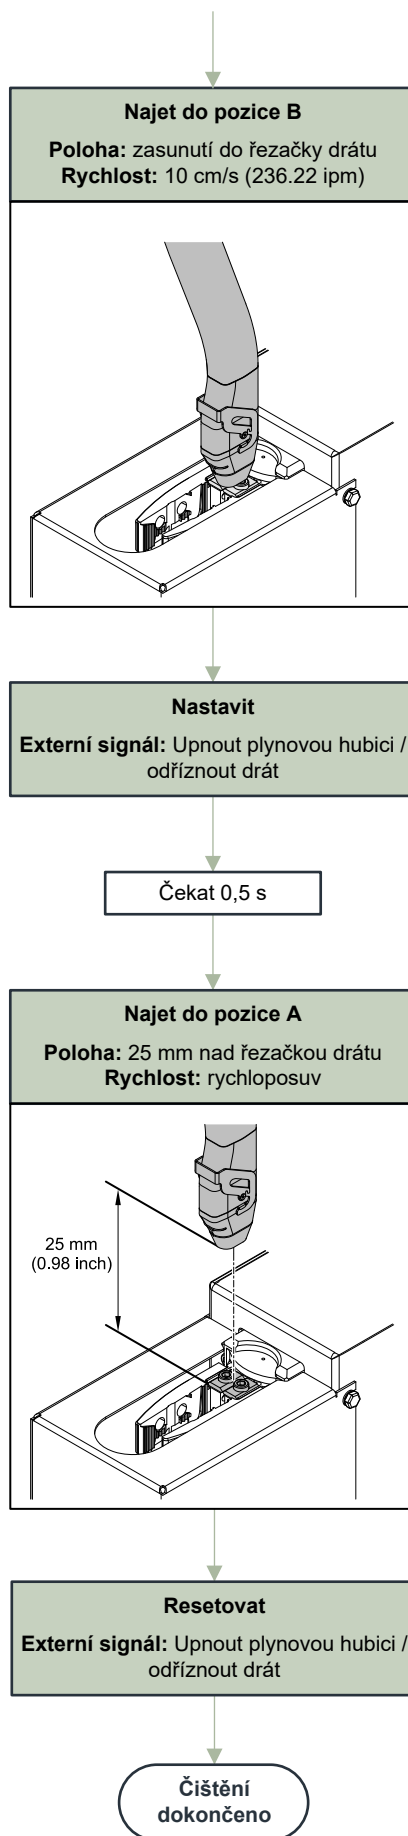 Najet do pozice B
Poloha: zasunutí do řezačky drátu
Rychlost: 10 cm/s (236.22 ipm)
Nastavit
Externí signál: Upnout plynovou hubici /
odříznout drát
Čekat 0,5 s
Najet do pozice A
Poloha: 25 mm nad řezačkou drátu
Rychlost: rychloposuv
25 mm
(0.98 inch)
Resetovat
Externí signál: Upnout plynovou hubici /
odříznout drát
Čištění
dokončeno